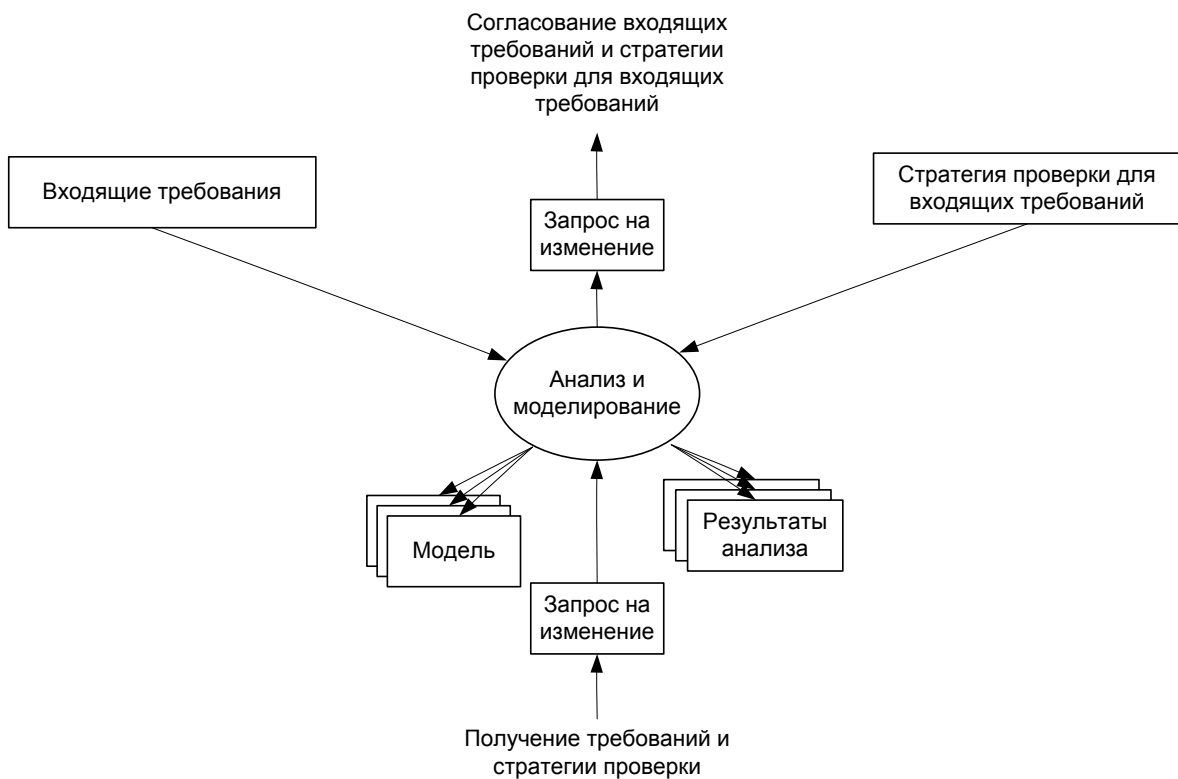 Согласование входящих
требований и стратегии
проверки для входящих
требований
Входящие требования
Стратегия проверки для
входящих требований
Запрос на
изменение
Анализ и
моделирование
Модель
Результаты
анализа
Запрос на
изменение
Получение требований и
стратегии проверки